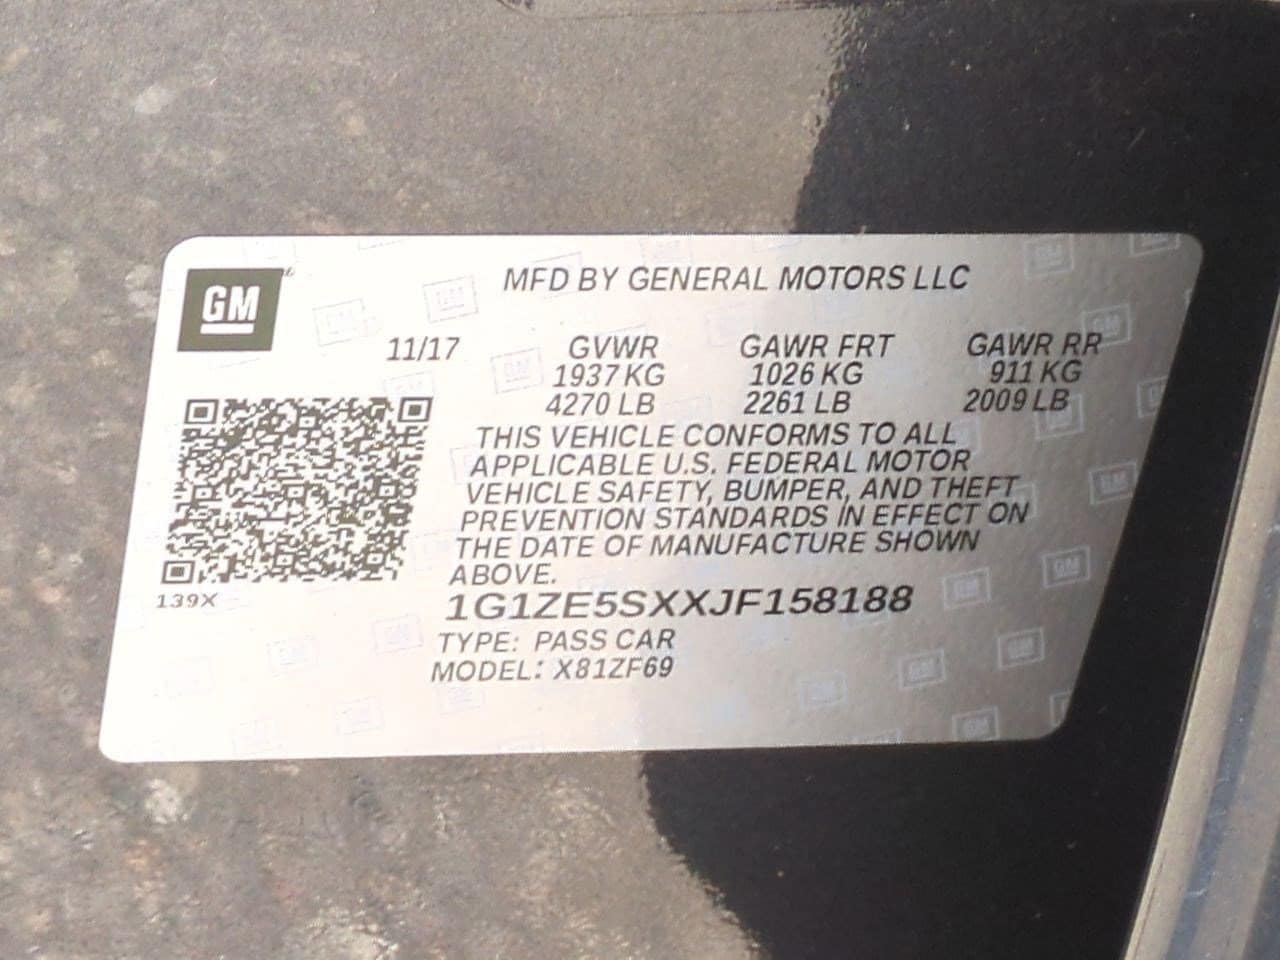 GM
MFD BY GENERAL MOTORS LLC
11/17 GVWR GAWR FRT GAWR RR
1937 KG 1026 KG 911 KG
4270 LB 2261 LB 2009 LB
THIS VEHICLE CONFORMS TO ALL
APPLICABLE U.S. FEDERAL MOTOR
VEHICLE SAFETY, BUMPER, AND THEFT
PREVENTION STANDARDS IN EFFECT ON
THE DATE OF MANUFACTURE SHOWN
ABOVE.
139X
1G1ZE5SXXJF158188
TYPE: PASS CAR
MODEL: X81ZF69